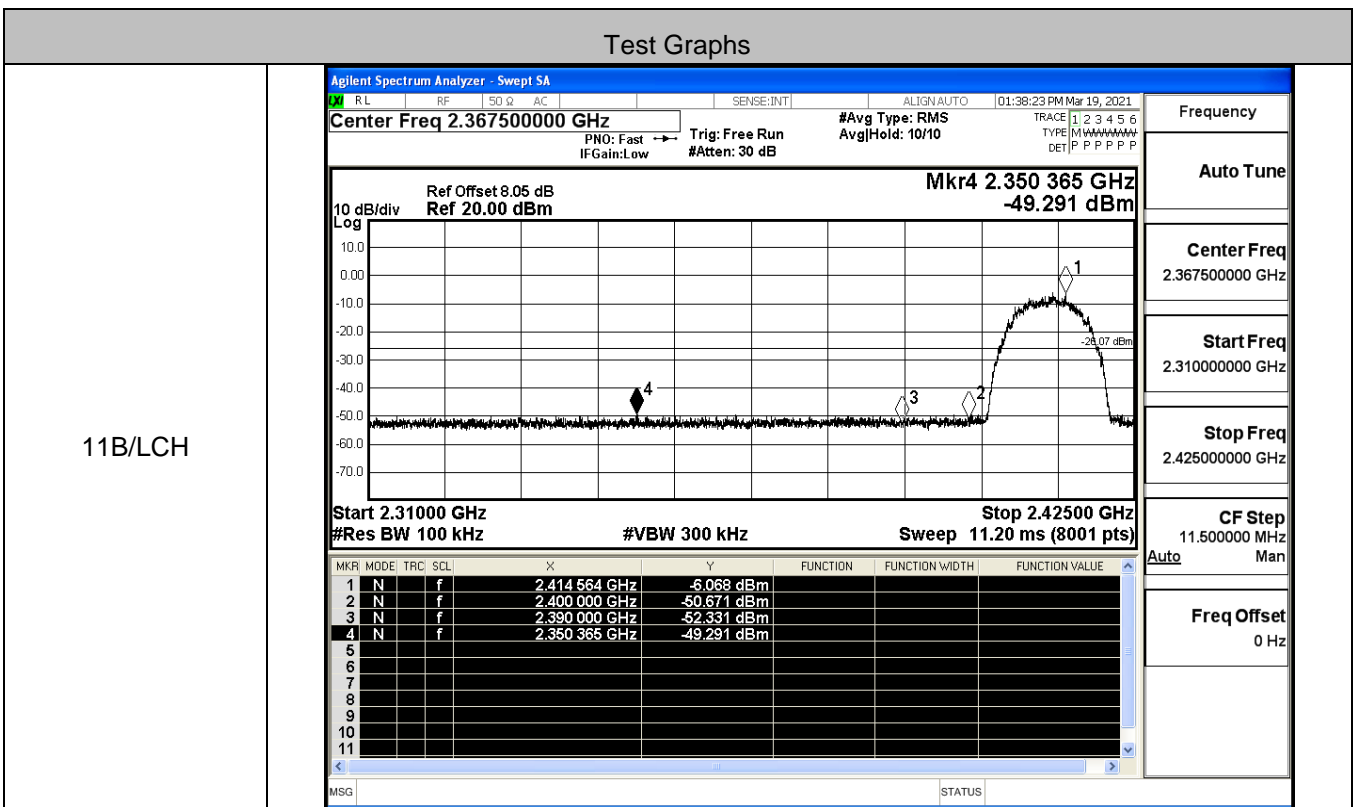 Test Graphs
11B/LCH
Agilent Spectrum Analyzer - Swept SA
LXI RL RF 50 Ω AC SENSE:INT ALIGN AUTO 01:38:23 PM Mar 19, 2021
Center Freq 2.367500000 GHz
PNO: Fast
IFGain:Low
Trig: Free Run
#Atten: 30 dB
#Avg Type: RMS
Avg|Hold: 10/10
TRACE 1 2 3 4 5 6
TYPE M WWWWW
DET P P P P P P
Ref Offset 8.05 dB
10 dB/div Ref 20.00 dBm
Log
Mkr4 2.350 365 GHz
-49.291 dBm
10.0
0.00
-10.0
-20.0
-30.0
-40.0
-50.0
-60.0
-70.0
1
-26.07 dBm
4
3
2
Start 2.31000 GHz Stop 2.42500 GHz
#Res BW 100 kHz #VBW 300 kHz Sweep 11.20 ms (8001 pts)
MKR MODE TRC SCL X Y FUNCTION FUNCTION WIDTH FUNCTION VALUE
1 N f 2.414 564 GHz -6.068 dBm
2 N f 2.400 000 GHz -50.671 dBm
3 N f 2.390 000 GHz -52.331 dBm
4 N f 2.350 365 GHz -49.291 dBm
5
6
7
8
9
10
11
MSG STATUS
Frequency
Auto Tune
Center Freq
2.367500000 GHz
Start Freq
2.310000000 GHz
Stop Freq
2.425000000 GHz
CF Step
11.500000 MHz
Auto Man
Freq Offset
0 Hz